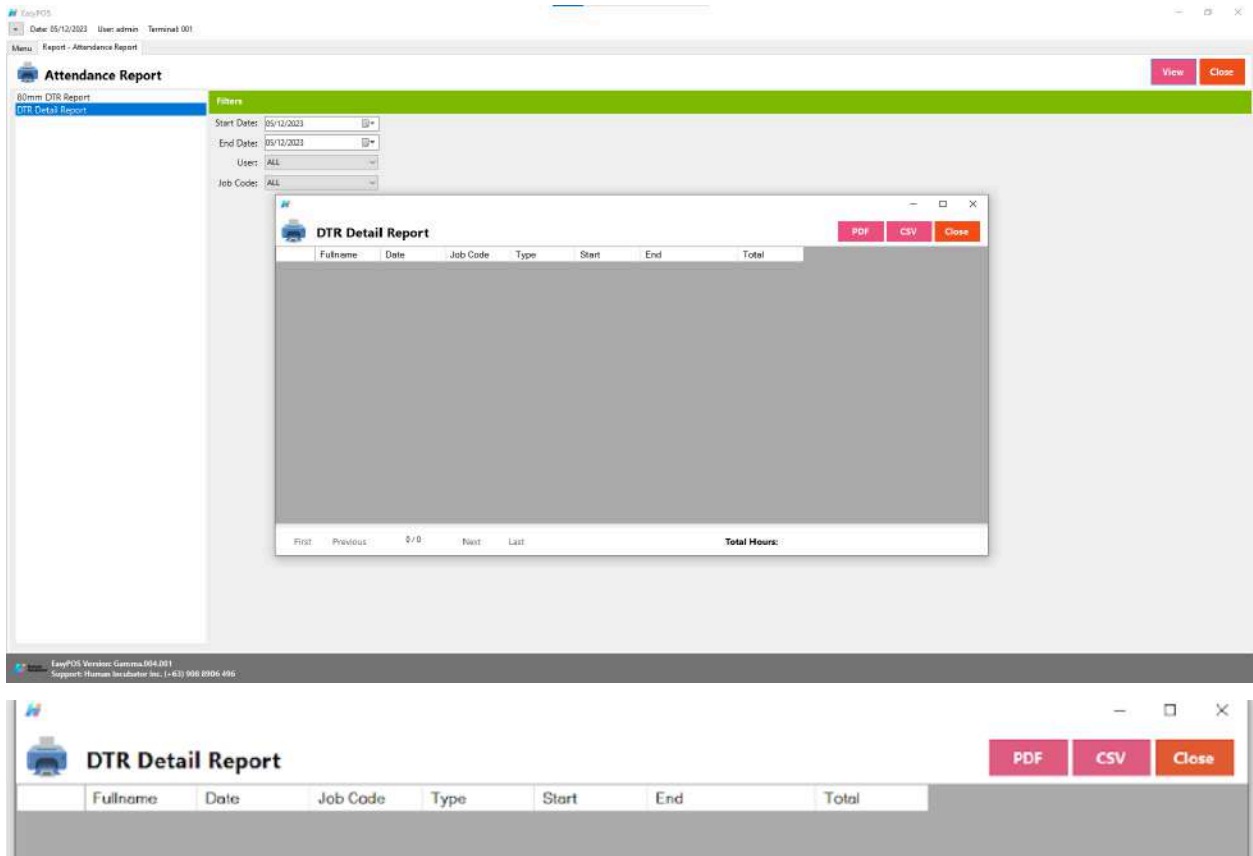 EasyPOS
Date: 05/12/2023 User: admin Terminal: 001
Menu Report - Attendance Report
Attendance Report View Close
80mm DTR Report
DTR Detail Report
Filters
Start Date: 05/12/2023
End Date: 05/12/2023
User: ALL
Job Code: ALL
DTR Detail Report PDF CSV Close
Fullname Date Job Code Type Start End Total
First Previous 0 / 0 Next Last Total Hours:
EasyPOS Version: Gamma.004.001
Support: Human Incubator Inc. (+63) 908 8906 496
DTR Detail Report PDF CSV Close
Fullname Date Job Code Type Start End Total